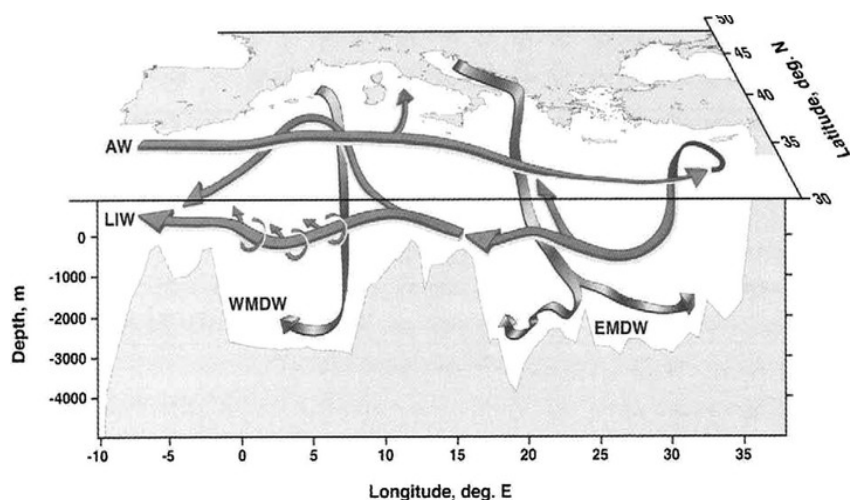 50
45
40
35
30
Latitude, deg. N
AW
LIW
WMDW
EMDW
0
-1000
-2000
-3000
-4000
Depth, m
-10 -5 0 5 10 15 20 25 30 35
Longitude, deg. E